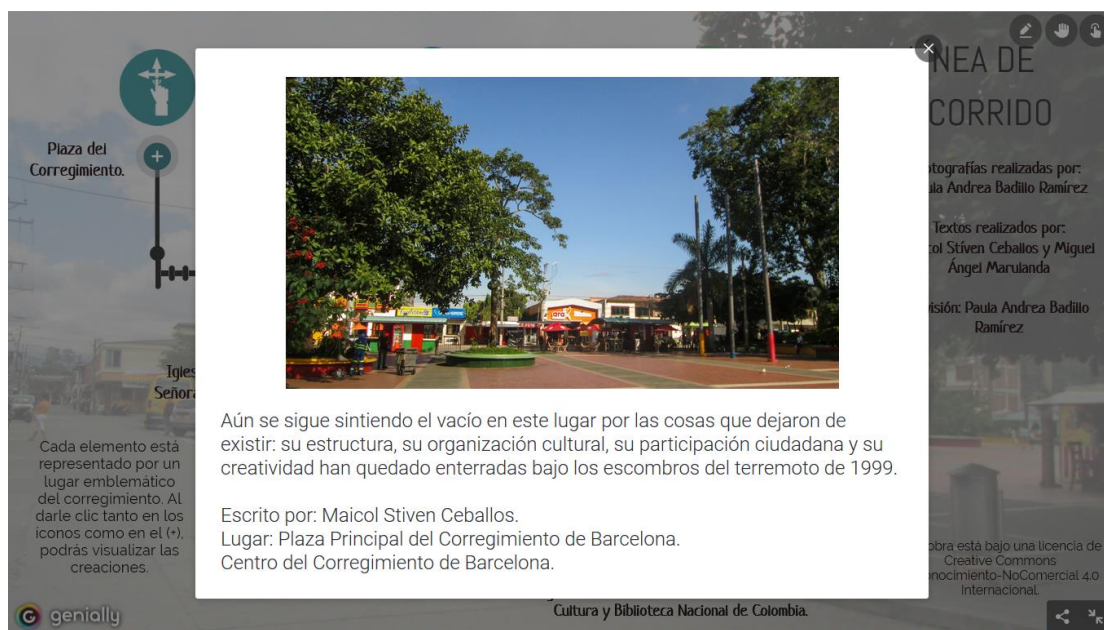 Plaza del
Corregimiento.
Igles
Señora
Cada elemento está
representado por un
lugar emblemático
del corregimiento. Al
darle clic tanto en los
iconos como en el (+),
podrás visualizar las
creaciones.
genially
ara
Aún se sigue sintiendo el vacío en este lugar por las cosas que dejaron de
existir: su estructura, su organización cultural, su participación ciudadana y su
creatividad han quedado enterradas bajo los escombros del terremoto de 1999.
Escrito por: Maicol Stiven Ceballos.
Lugar: Plaza Principal del Corregimiento de Barcelona.
Centro del Corregimiento de Barcelona.
Cultura y Biblioteca Nacional de Colombia.
NEA DE
CORRIDO
tografías realizadas por:
ula Andrea Badillo Ramírez
Textos realizados por:
col Stíven Ceballos y Miguel
Ángel Marulanda
isión: Paula Andrea Badillo
Ramírez
obra está bajo una licencia de
Creative Commons
nocimiento-NoComercial 4.0
Internacional.